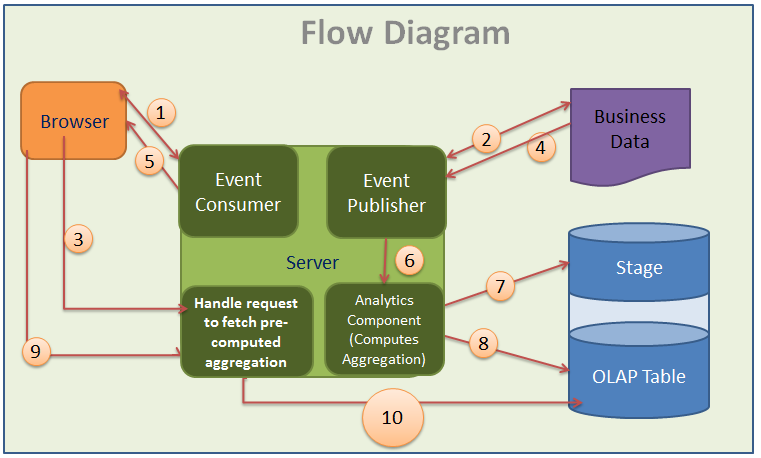 Flow Diagram
Browser
1
2
Business
Data
4
5
Event
Consumer
Event
Publisher
3
Server
6
7
Stage
Handle request
to fetch pre-
computed
aggregation
Analytics
Component
(Computes
Aggregation)
8
9
OLAP Table
10